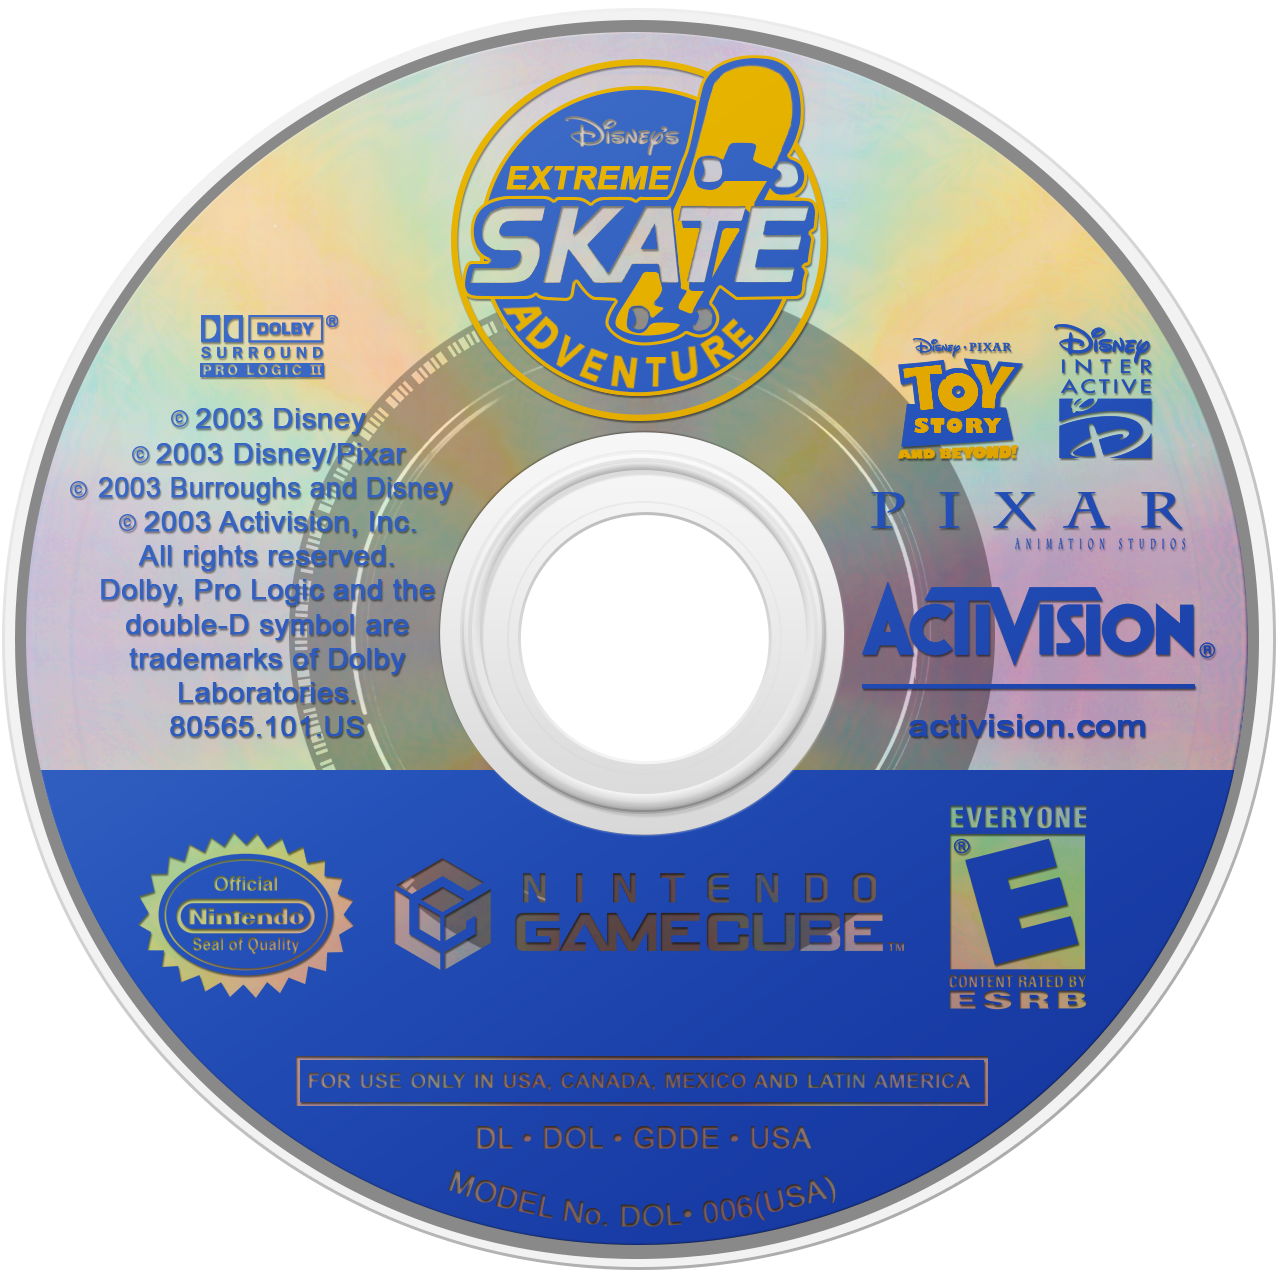 Disney's
EXTREME
SKATE
ADVENTURE
DOLBY®
SURROUND
PRO LOGIC II
© 2003 Disney
© 2003 Disney/Pixar
© 2003 Burroughs and Disney
© 2003 Activision, Inc.
All rights reserved.
Dolby, Pro Logic and the
double-D symbol are
trademarks of Dolby
Laboratories.
80565.101.US
Disney · PIXAR
TOY
STORY
AND BEYOND!
Disney
INTER
ACTIVE
D
PIXAR
ANIMATION STUDIOS
ACTIVISION®
activision.com
Official
Nintendo
Seal of Quality
NINTENDO
GAMECUBE™
EVERYONE
®
E
CONTENT RATED BY
ESRB
FOR USE ONLY IN USA, CANADA, MEXICO AND LATIN AMERICA
DL • DOL • GDDE • USA
MODEL No. DOL• 006(USA)